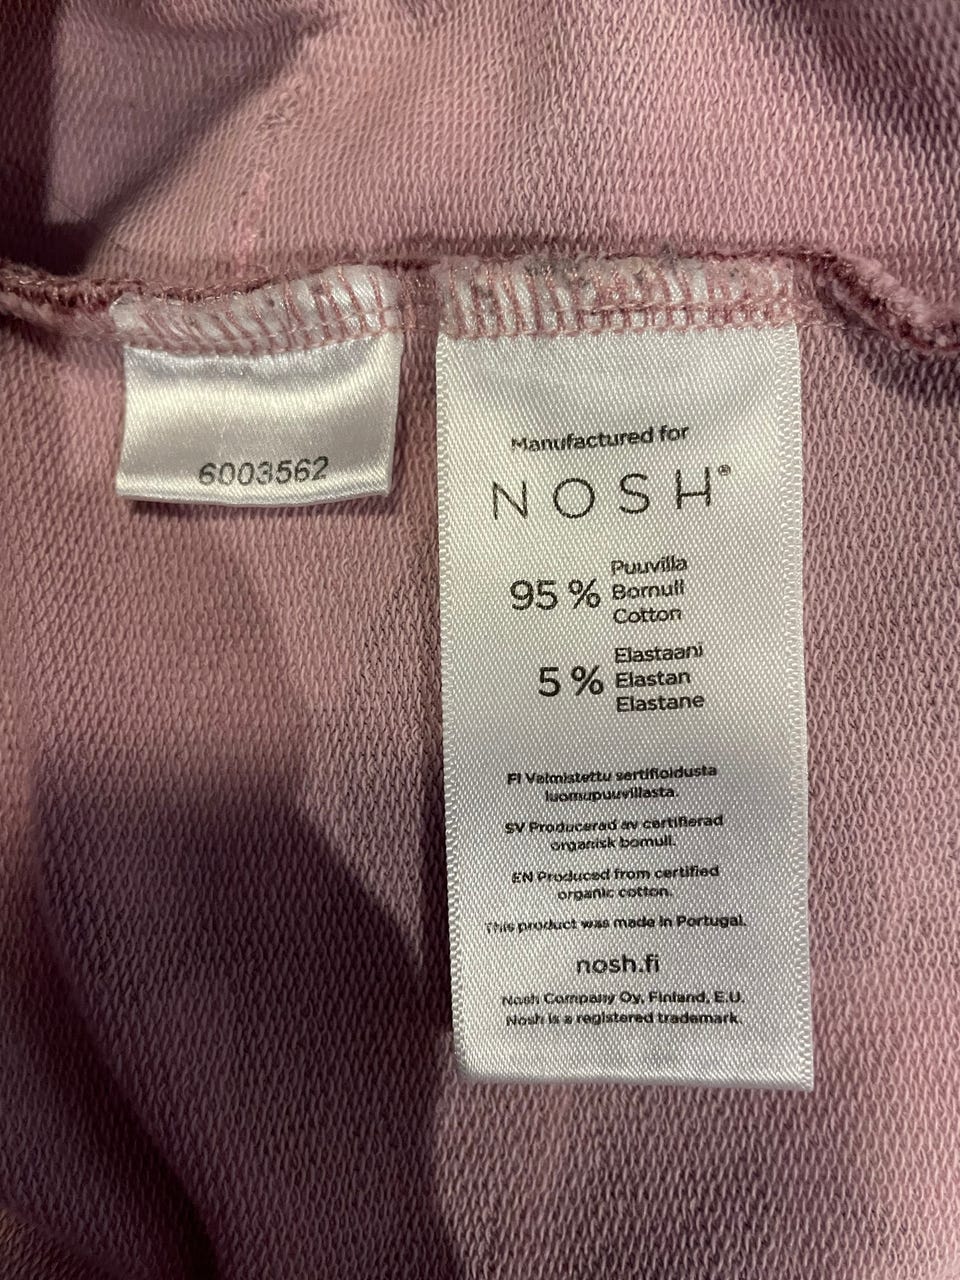 6003562
Manufactured for
NOSH®
95 % Puuvilla
Bomull
Cotton
5 % Elastaani
Elastan
Elastane
FI Valmistettu sertifioidusta
luomupuuvillasta.
SV Producerad av certifierad
organisk bomull.
EN Produced from certified
organic cotton.
This product was made in Portugal.
nosh.fi
Nosh Company Oy, Finland, E.U.
Nosh is a registered trademark.